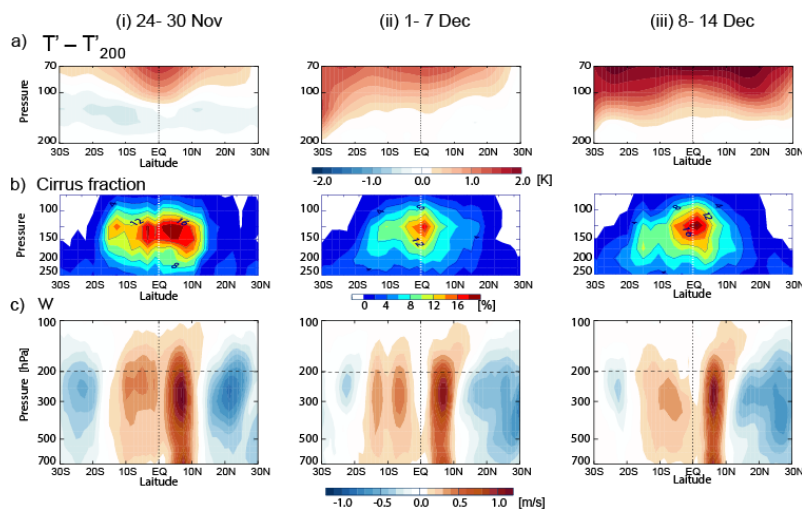 (i) 24- 30 Nov (ii) 1- 7 Dec (iii) 8- 14 Dec
a) T' – T'200
Pressure
70 70 70
100 100 100
200 200 200
30S 20S 10S EQ 10N 20N 30N 30S 20S 10S EQ 10N 20N 30N 30S 20S 10S EQ 10N 20N 30N
Laitude Laitude Laitude
-2.0 -1.0 0.0 1.0 2.0 [K]
b) Cirrus fraction
Pressure
100 100 100
150 150 150
200 200 200
250 250 250
30S 20S 10S EQ 10N 20N 30N 30S 20S 10S EQ 10N 20N 30N 30S 20S 10S EQ 10N 20N 30N
0 4 8 12 16 [%]
c) W
Pressure [hPa]
100 100 100
200 200 200
300 300 300
500 500 500
700 700 700
30S 20S 10S EQ 10N 20N 30N 30S 20S 10S EQ 10N 20N 30N 30S 20S 10S EQ 10N 20N 30N
Laitude Laitude Laitude
-1.0 -0.5 0.0 0.5 1.0 [m/s]